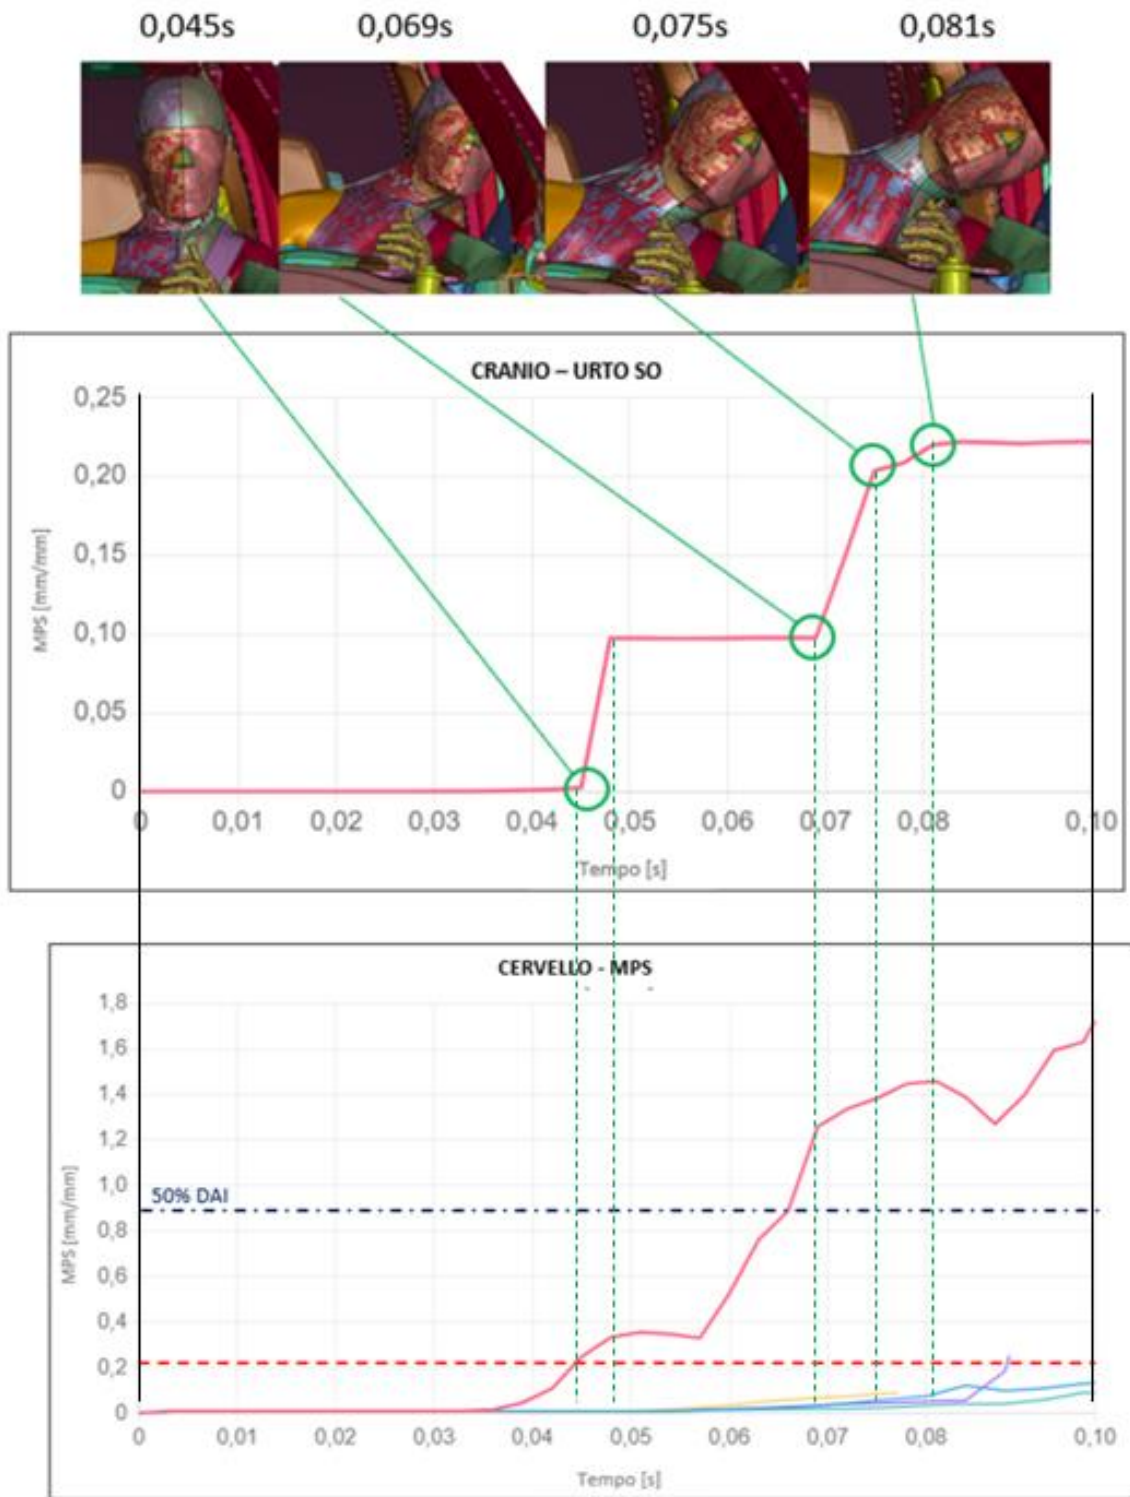 0,045s 0,069s 0,075s 0,081s
CRANIO – URTO SO
0,25
0,20
0,15
0,10
0,05
0
MPS [mm/mm]
0 0,01 0,02 0,03 0,04 0,05 0,06 0,07 0,08 0,10
Tempo [s]
CERVELLO - MPS
1,8
1,6
1,4
1,2
1,0
0,8
0,6
0,4
0,2
0
MPS [mm/mm]
50% DAI
0 0,01 0,02 0,03 0,04 0,05 0,06 0,07 0,08 0,10
Tempo [s]